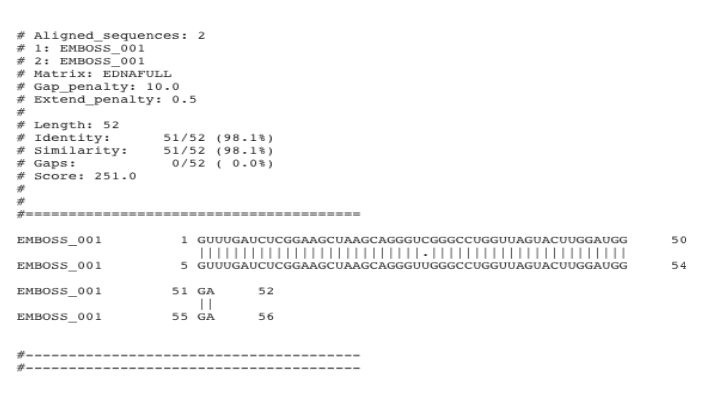 # Aligned_sequences: 2
# 1: EMBOSS_001
# 2: EMBOSS_001
# Matrix: EDNAFULL
# Gap_penalty: 10.0
# Extend_penalty: 0.5
#
# Length: 52
# Identity:      51/52 (98.1%)
# Similarity:    51/52 (98.1%)
# Gaps:           0/52 ( 0.0%)
# Score: 251.0
#
#
#=======================================
EMBOSS_001         1 GUUUGAUCUCGGAAGCUAAGCAGGGUCGGGCCUGGUUAGUACUUGGAUGG     50
                     ||||||||||||||||||||||||||.|||||||||||||||||||||||
EMBOSS_001         5 GUUUGAUCUCGGAAGCUAAGCAGGGUUGGGCCUGGUUAGUACUUGGAUGG     54
EMBOSS_001        51 GA     52
                     ||
EMBOSS_001        55 GA     56
#---------------------------------------
#---------------------------------------